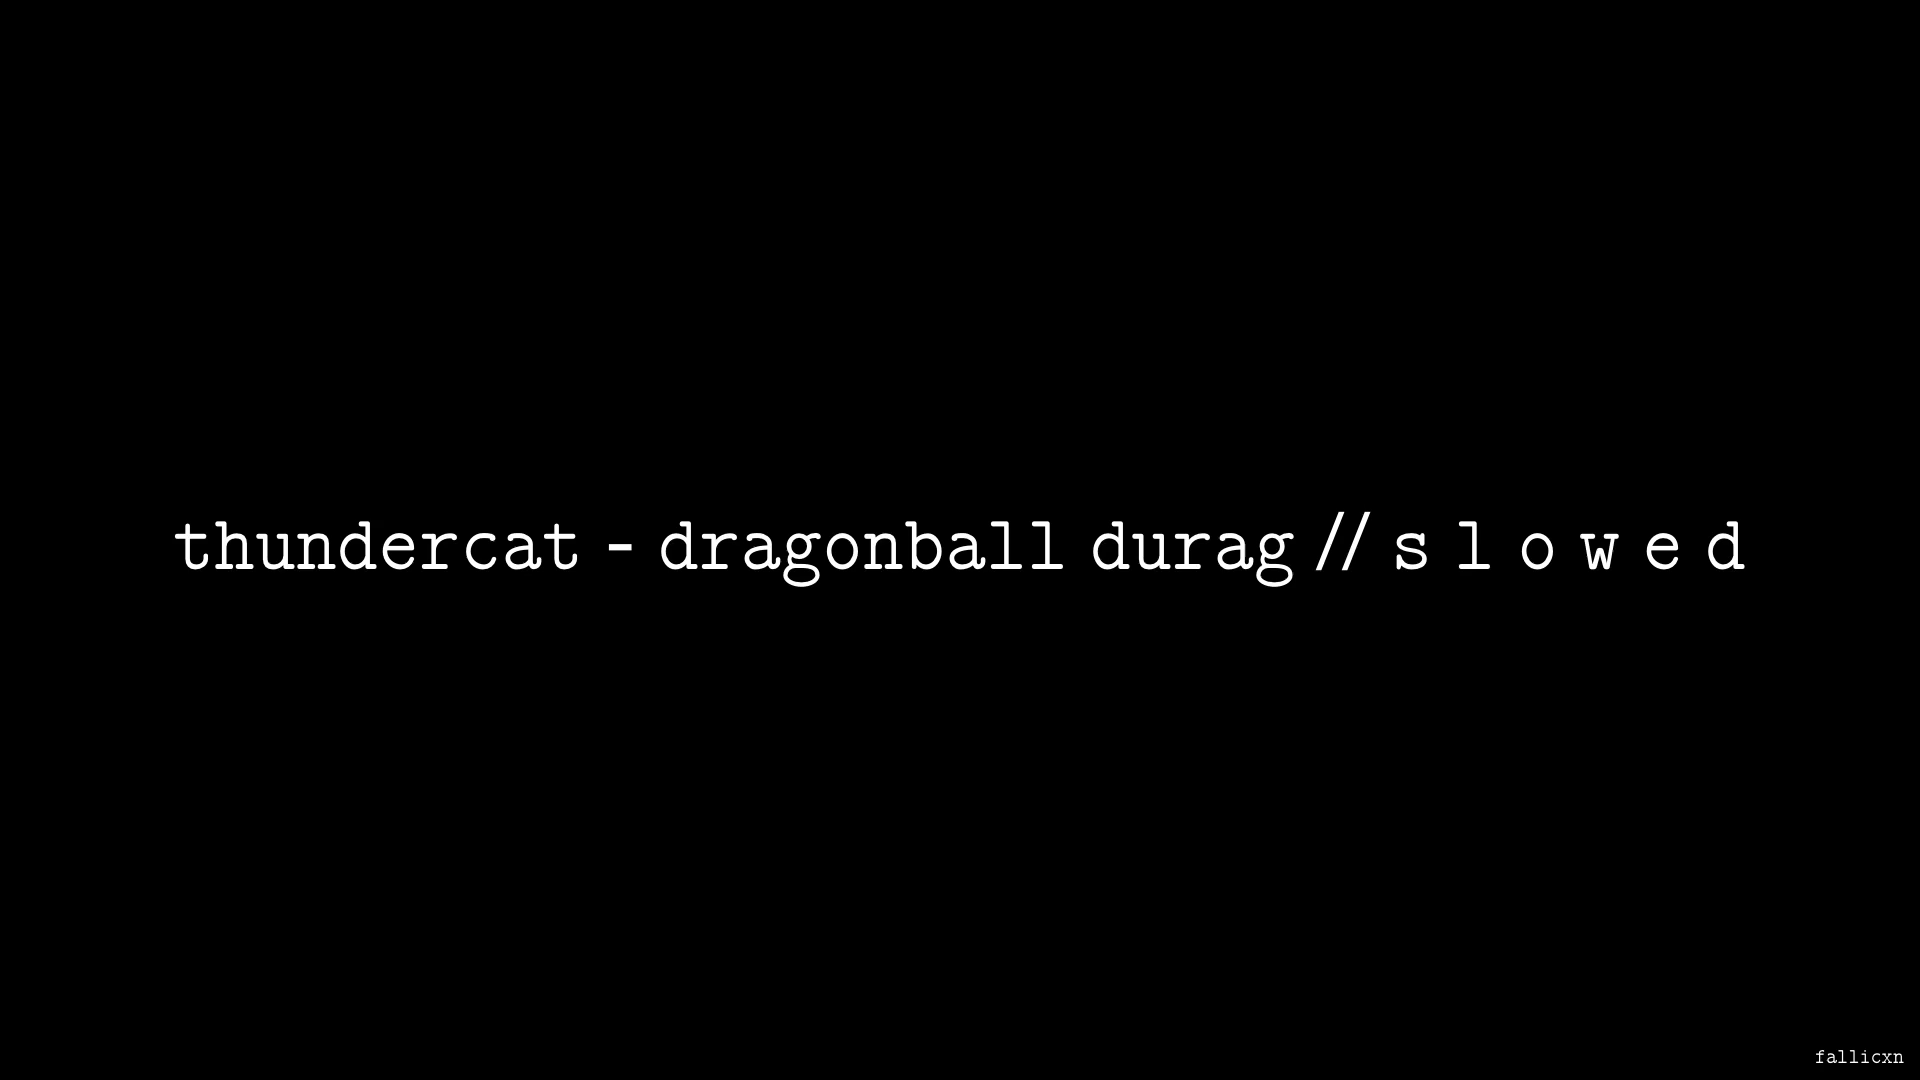 thundercat - dragonball durag // s l o w e d
fallicxn